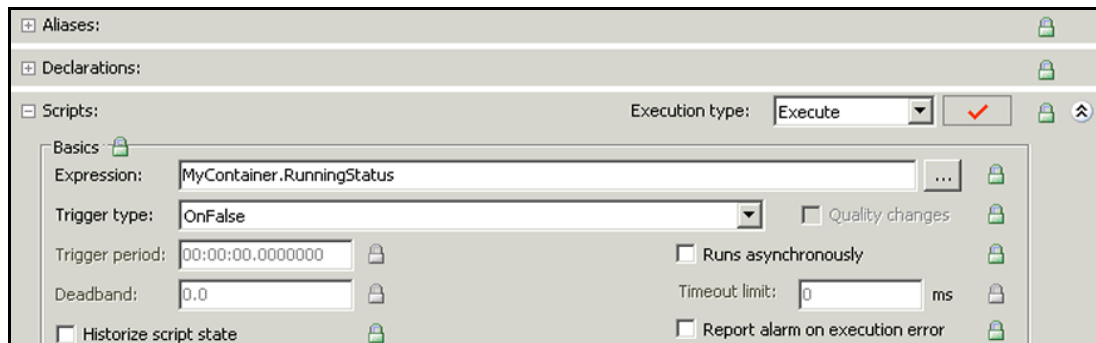 Aliases:
Declarations:
Scripts: Execution type: Execute
Basics
Expression: MyContainer.RunningStatus ...
Trigger type: OnFalse Quality changes
Trigger period: 00:00:00.0000000 Runs asynchronously
Deadband: 0.0 Timeout limit: 0 ms
Historize script state Report alarm on execution error